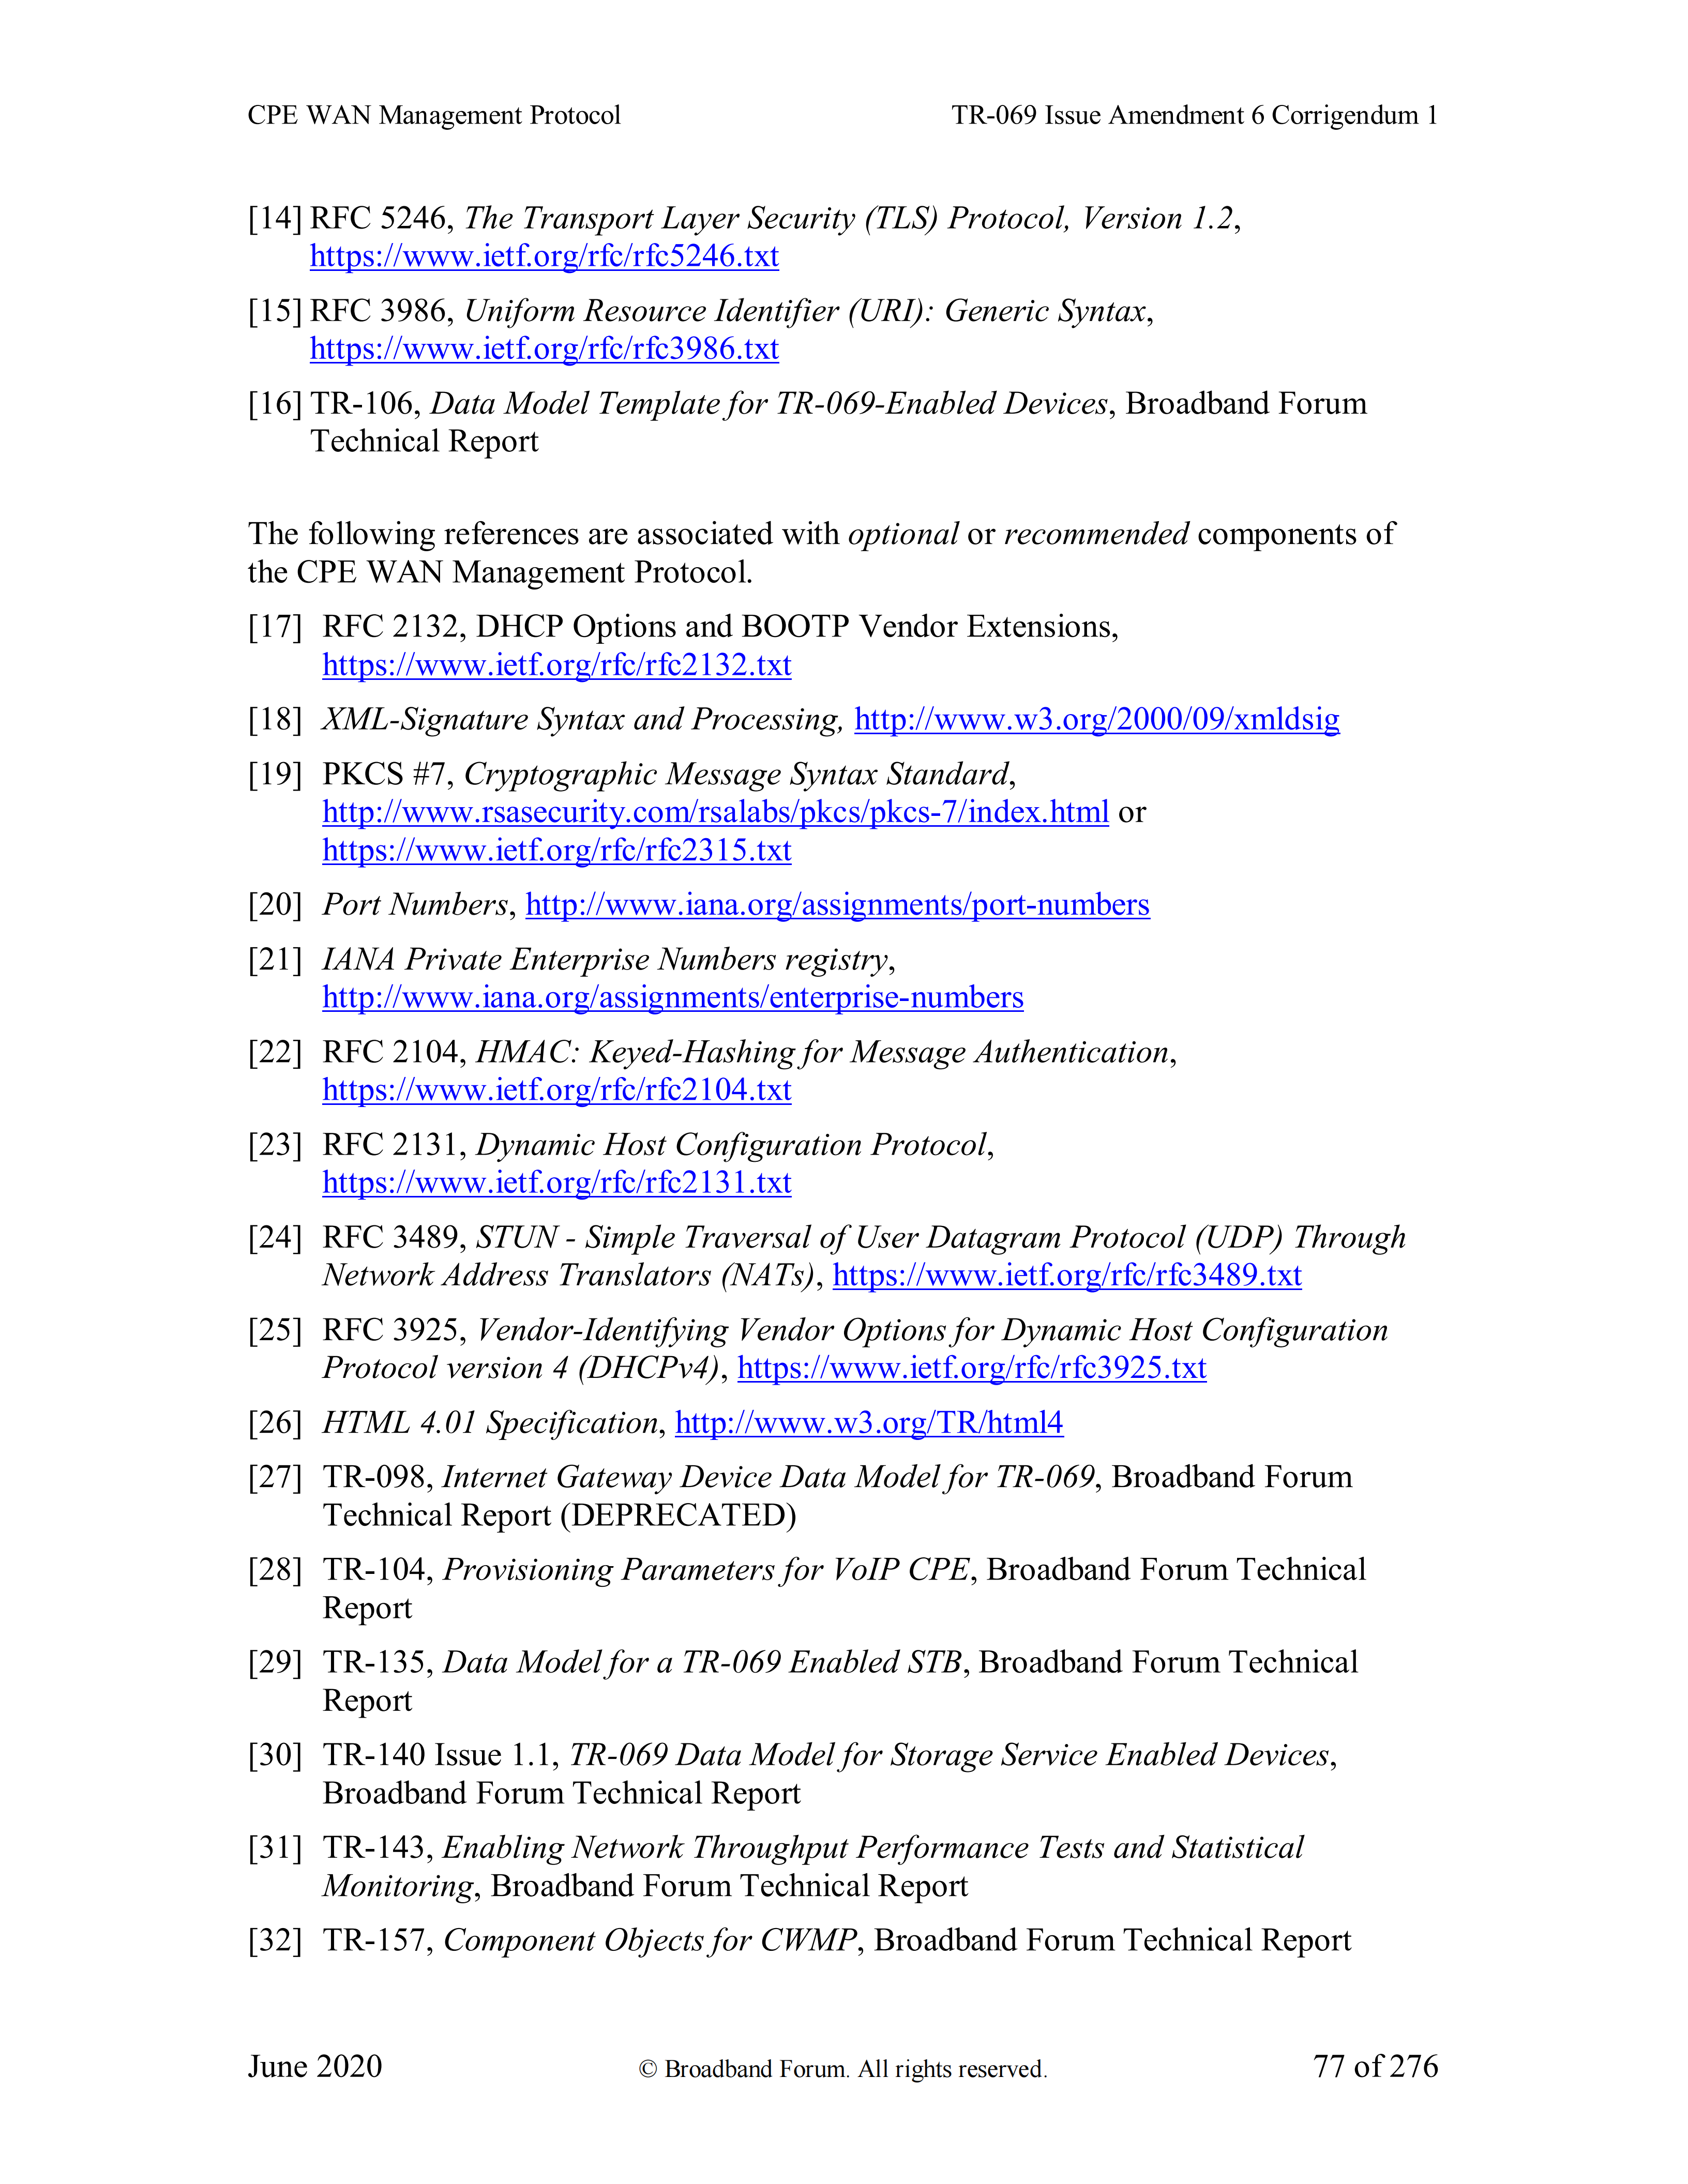 CPE WAN Management Protocol TR-069 Issue Amendment 6 Corrigendum 1
[14] RFC 5246, The Transport Layer Security (TLS) Protocol, Version 1.2,
https://www.ietf.org/rfc/rfc5246.txt
[15] RFC 3986, Uniform Resource Identifier (URI): Generic Syntax,
https://www.ietf.org/rfc/rfc3986.txt
[16] TR-106, Data Model Template for TR-069-Enabled Devices, Broadband Forum
Technical Report
The following references are associated with optional or recommended components of
the CPE WAN Management Protocol.
[17] RFC 2132, DHCP Options and BOOTP Vendor Extensions,
https://www.ietf.org/rfc/rfc2132.txt
[18] XML-Signature Syntax and Processing, http://www.w3.org/2000/09/xmldsig
[19] PKCS #7, Cryptographic Message Syntax Standard,
http://www.rsasecurity.com/rsalabs/pkcs/pkcs-7/index.html or
https://www.ietf.org/rfc/rfc2315.txt
[20] Port Numbers, http://www.iana.org/assignments/port-numbers
[21] IANA Private Enterprise Numbers registry,
http://www.iana.org/assignments/enterprise-numbers
[22] RFC 2104, HMAC: Keyed-Hashing for Message Authentication,
https://www.ietf.org/rfc/rfc2104.txt
[23] RFC 2131, Dynamic Host Configuration Protocol,
https://www.ietf.org/rfc/rfc2131.txt
[24] RFC 3489, STUN - Simple Traversal of User Datagram Protocol (UDP) Through
Network Address Translators (NATs), https://www.ietf.org/rfc/rfc3489.txt
[25] RFC 3925, Vendor-Identifying Vendor Options for Dynamic Host Configuration
Protocol version 4 (DHCPv4), https://www.ietf.org/rfc/rfc3925.txt
[26] HTML 4.01 Specification, http://www.w3.org/TR/html4
[27] TR-098, Internet Gateway Device Data Model for TR-069, Broadband Forum
Technical Report (DEPRECATED)
[28] TR-104, Provisioning Parameters for VoIP CPE, Broadband Forum Technical
Report
[29] TR-135, Data Model for a TR-069 Enabled STB, Broadband Forum Technical
Report
[30] TR-140 Issue 1.1, TR-069 Data Model for Storage Service Enabled Devices,
Broadband Forum Technical Report
[31] TR-143, Enabling Network Throughput Performance Tests and Statistical
Monitoring, Broadband Forum Technical Report
[32] TR-157, Component Objects for CWMP, Broadband Forum Technical Report
June 2020 © Broadband Forum. All rights reserved. 77 of 276